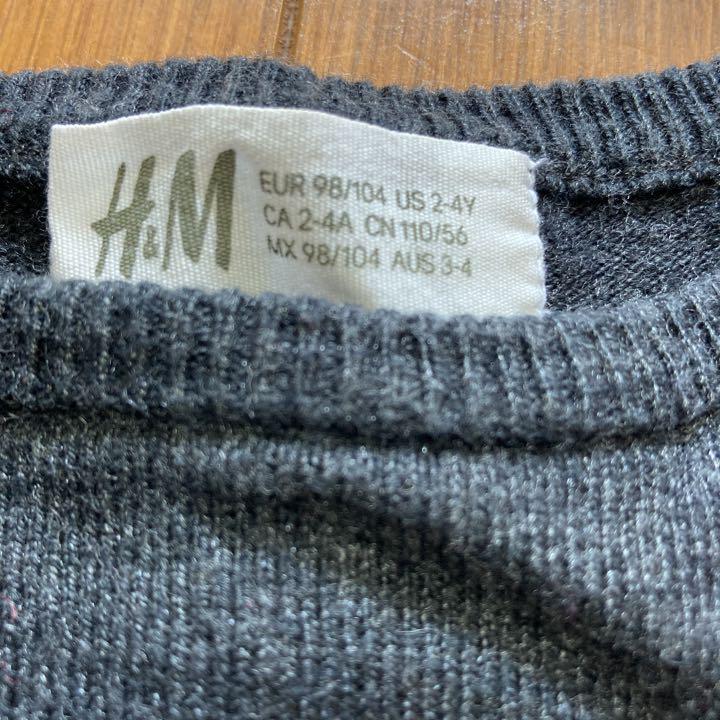 H&M
EUR 98/104 US 2-4Y
CA 2-4A CN 110/56
MX 98/104 AUS 3-4